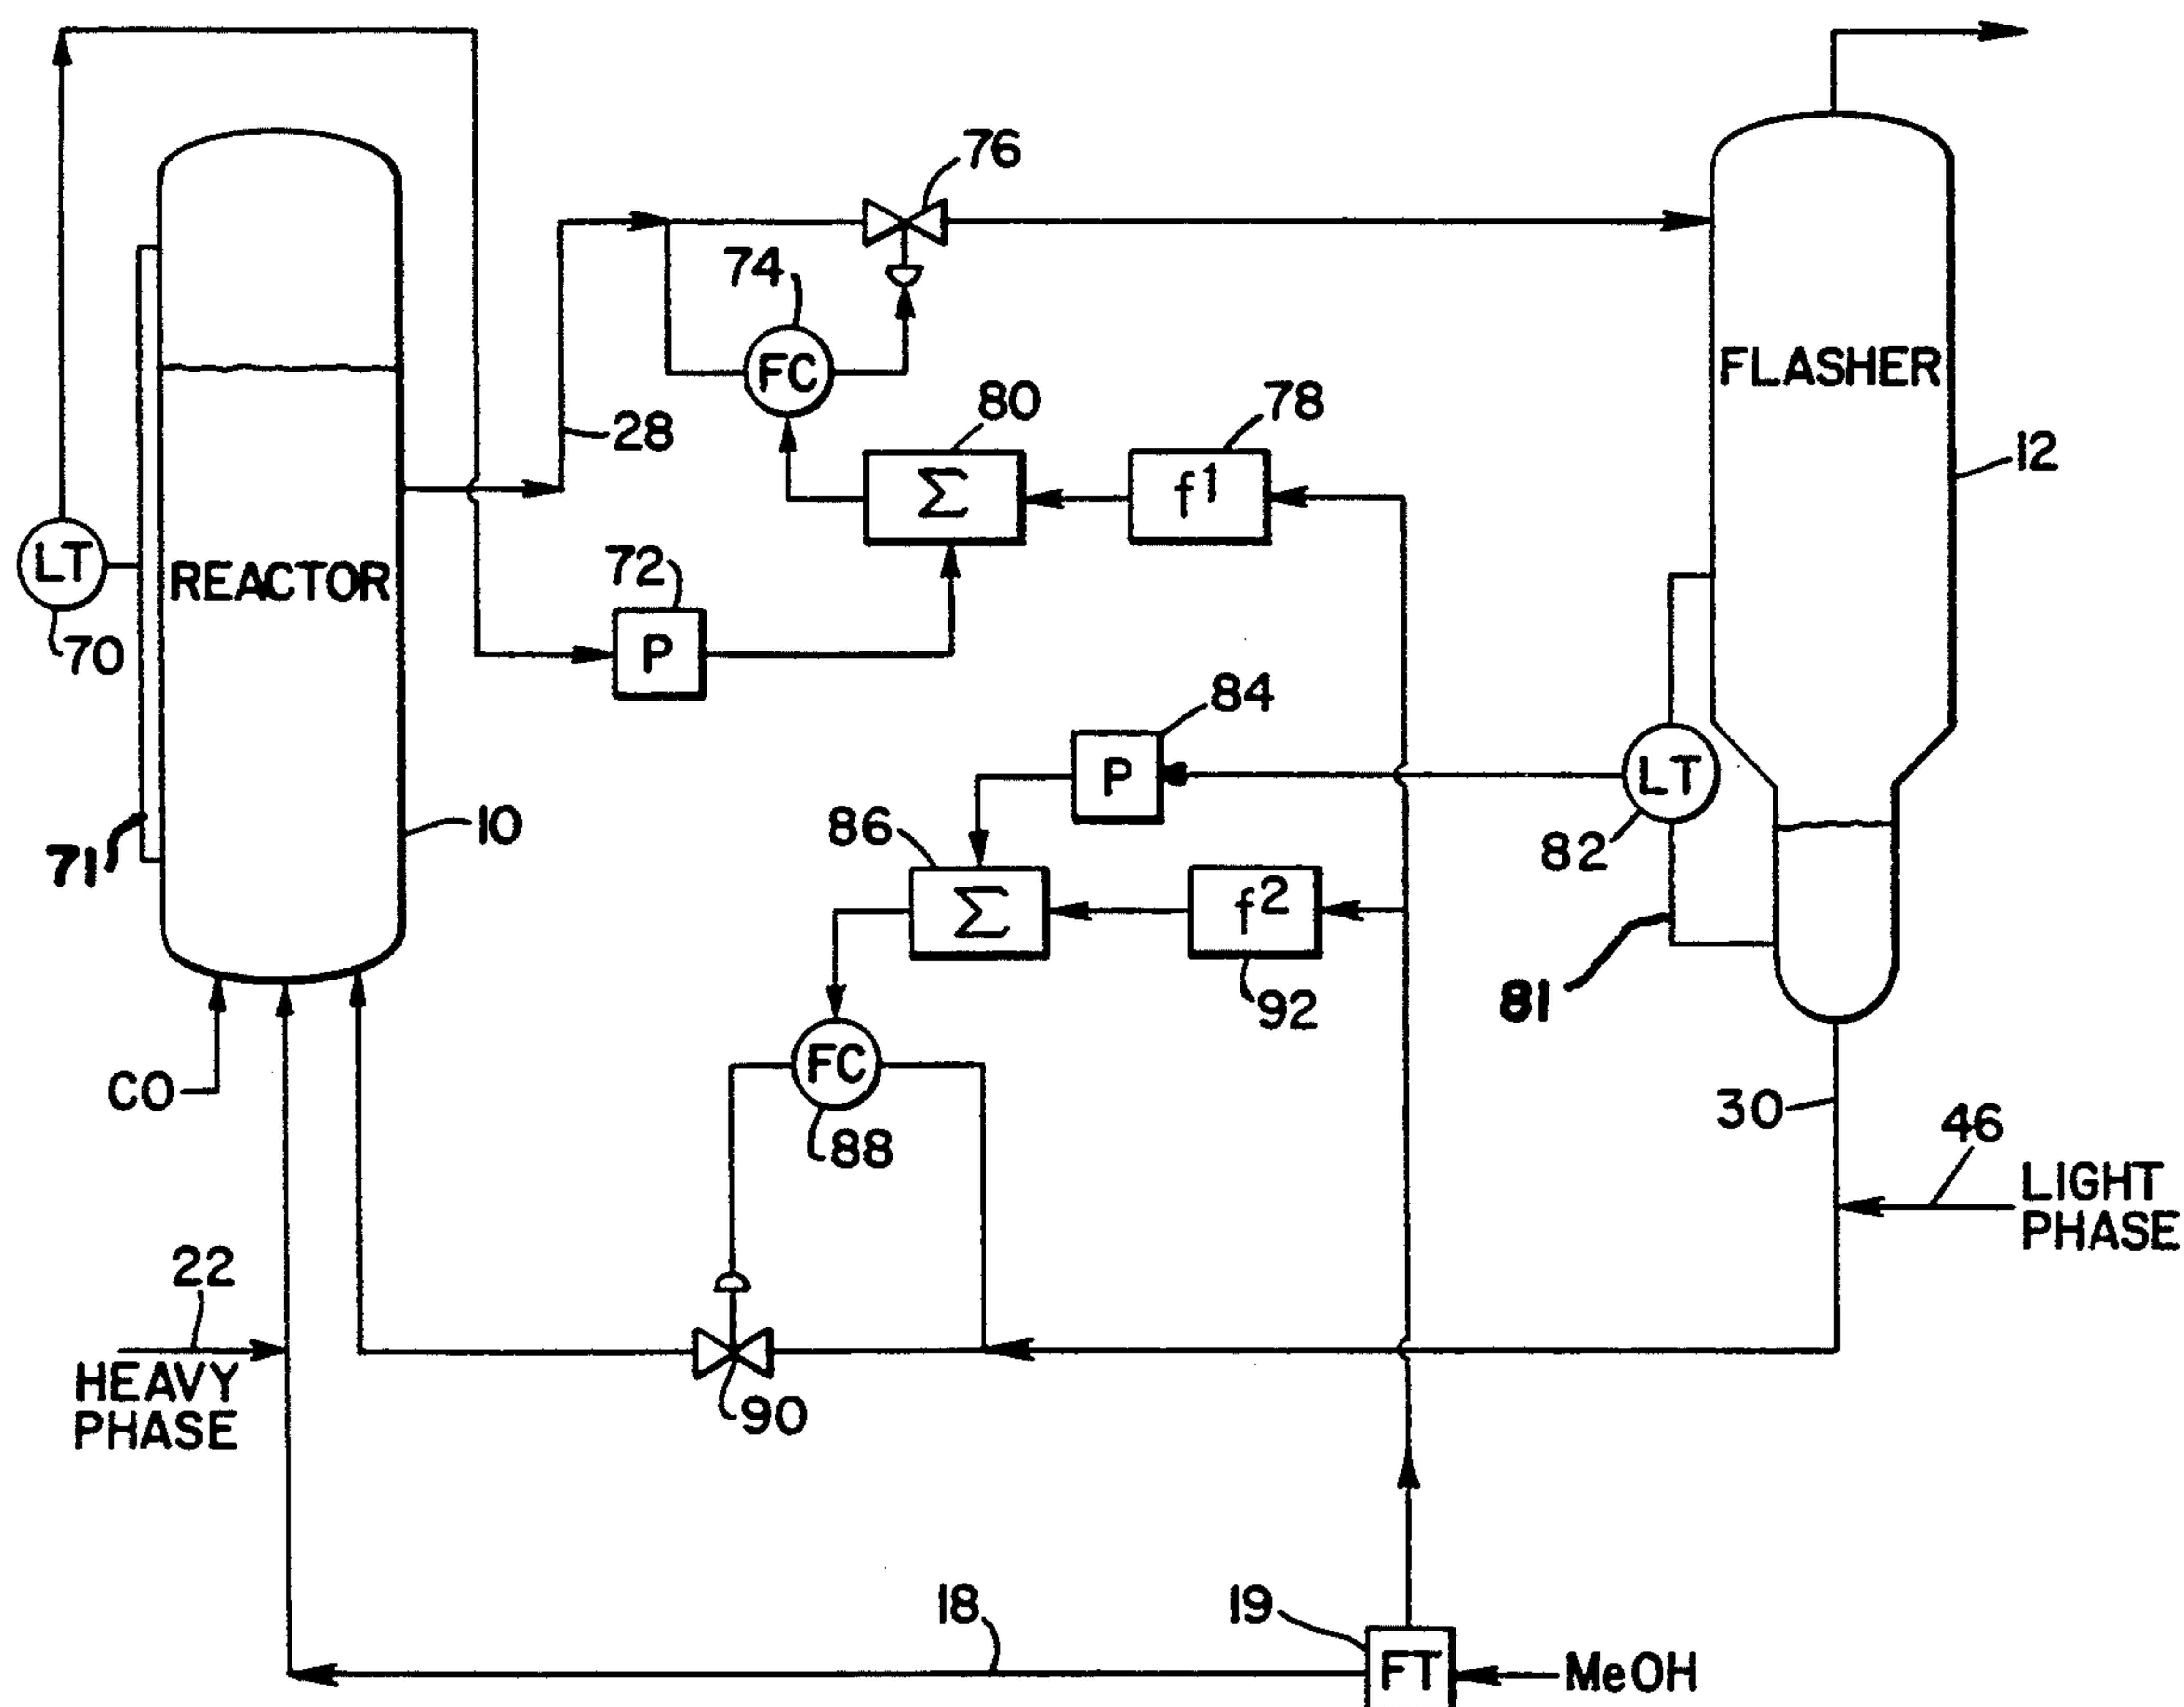 76
74
FC
80
78
FLASHER
28
Σ
f1
12
LT
REACTOR
72
70
P
84
P
LT
10
86
82
71
Σ
f2
81
92
CO
FC
30
46
88
LIGHT
PHASE
22
HEAVY
PHASE
90
18
19
FT
MeOH